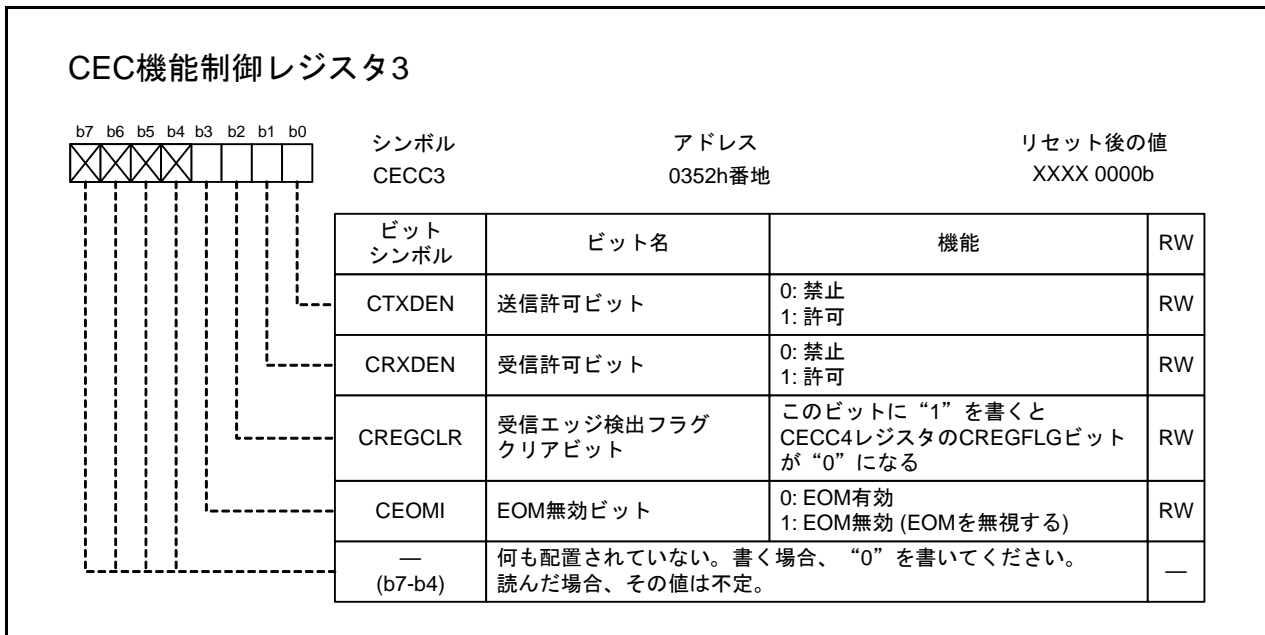 CEC機能制御レジスタ3
b7 b6 b5 b4 b3 b2 b1 b0
シンボル アドレス リセット後の値
CECC3 0352h番地 XXXX 0000b
ビット
シンボル
ビット名
機能
RW
CTXDEN
送信許可ビット
0: 禁止
1: 許可
RW
CRXDEN
受信許可ビット
0: 禁止
1: 許可
RW
CREGCLR
受信エッジ検出フラグ
クリアビット
このビットに“1”を書くと
CECC4レジスタのCREGFLGビット
が“0”になる
RW
CEOMI
EOM無効ビット
0: EOM有効
1: EOM無効 (EOMを無視する)
RW
—
(b7-b4)
何も配置されていない。書く場合、“0”を書いてください。
読んだ場合、その値は不定。
—